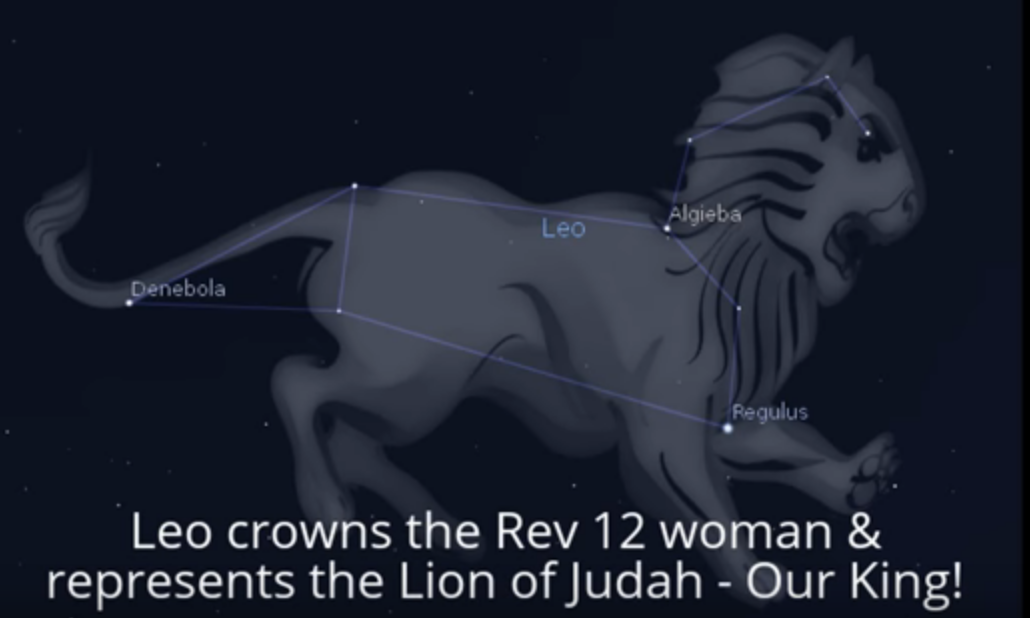 Algieba
Leo
Denebola
Regulus
Leo crowns the Rev 12 woman &
represents the Lion of Judah - Our King!